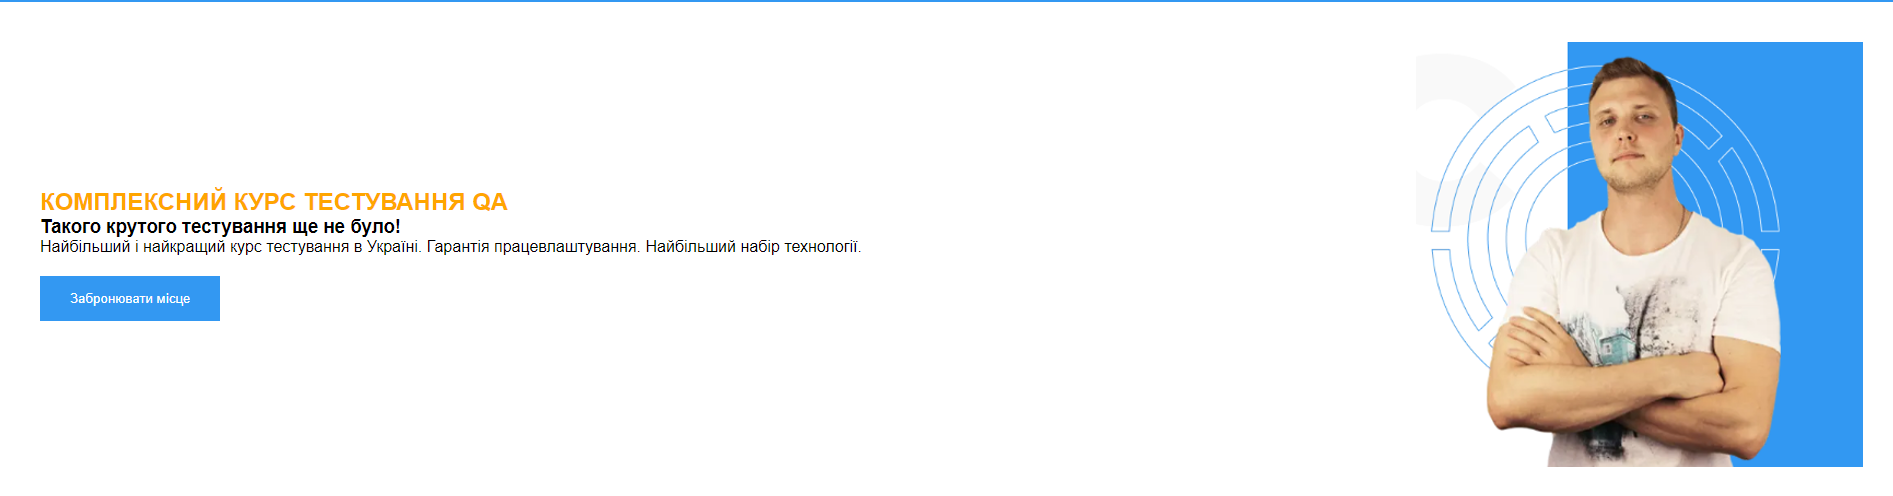 КОМПЛЕКСНИЙ КУРС ТЕСТУВАННЯ QA
Такого крутого тестування ще не було!
Найбільший і найкращий курс тестування в Україні. Гарантія працевлаштування. Найбільший набір технології.
Забронювати місце